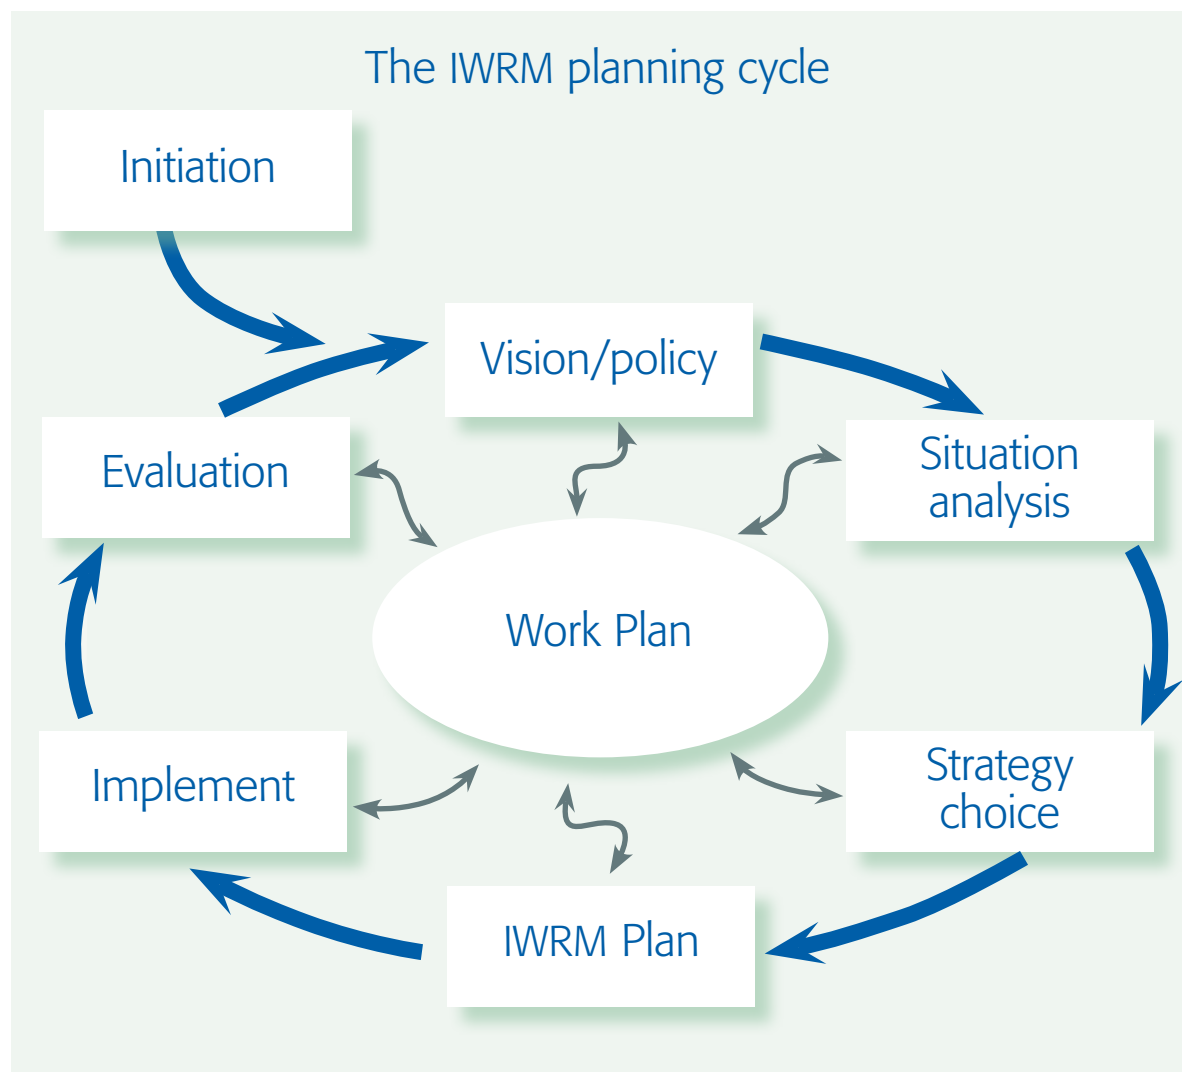 The IWRM planning cycle
Initiation
Vision/policy
Evaluation
Situation
analysis
Work Plan
Implement
Strategy
choice
IWRM Plan